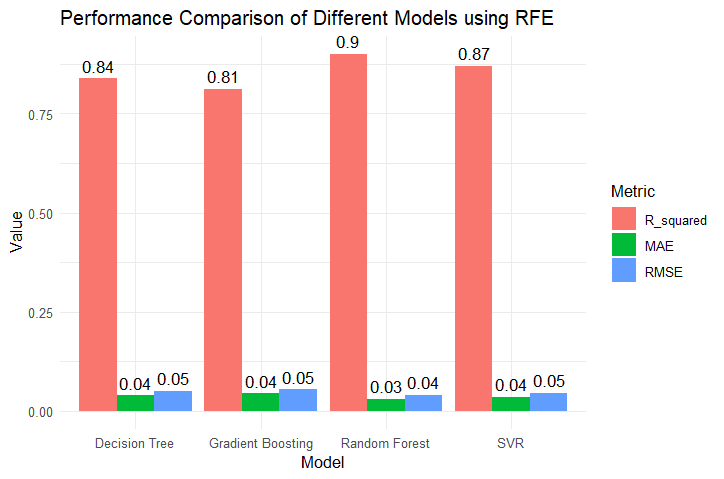 Performance Comparison of Different Models using RFE
0.84
0.81
0.9
0.87
0.04
0.05
0.04
0.05
0.03
0.04
0.04
0.05
0.75
0.50
0.25
0.00
Value
Decision Tree
Gradient Boosting
Random Forest
SVR
Model
Metric
R_squared
MAE
RMSE